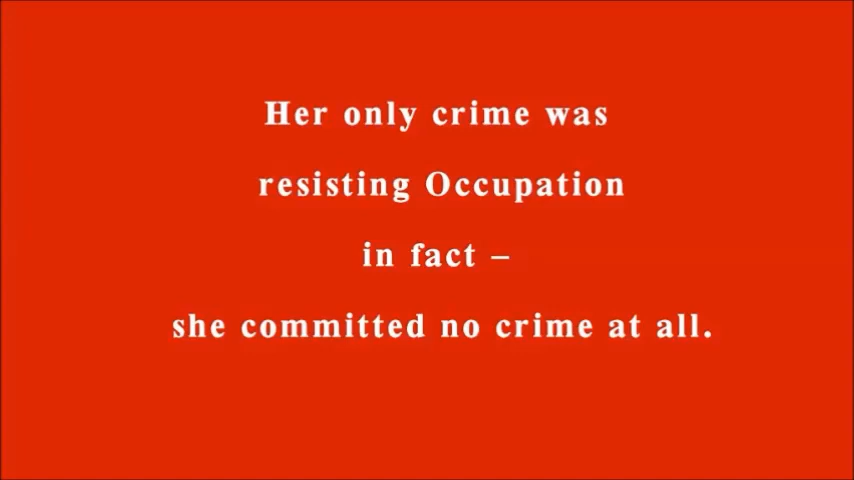 Her only crime was
resisting Occupation
in fact –
she committed no crime at all.